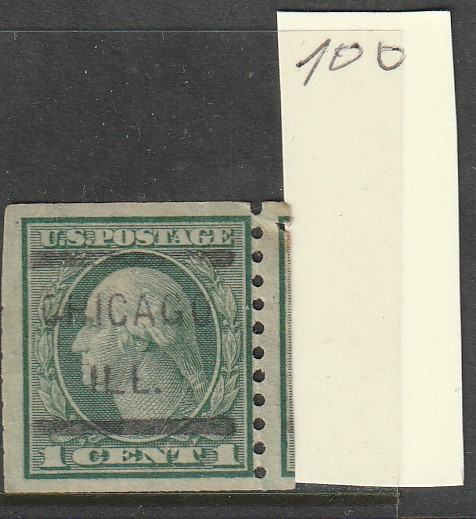 100
U.S. POSTAGE
CHICAGO
ILL.
1 CENT 1